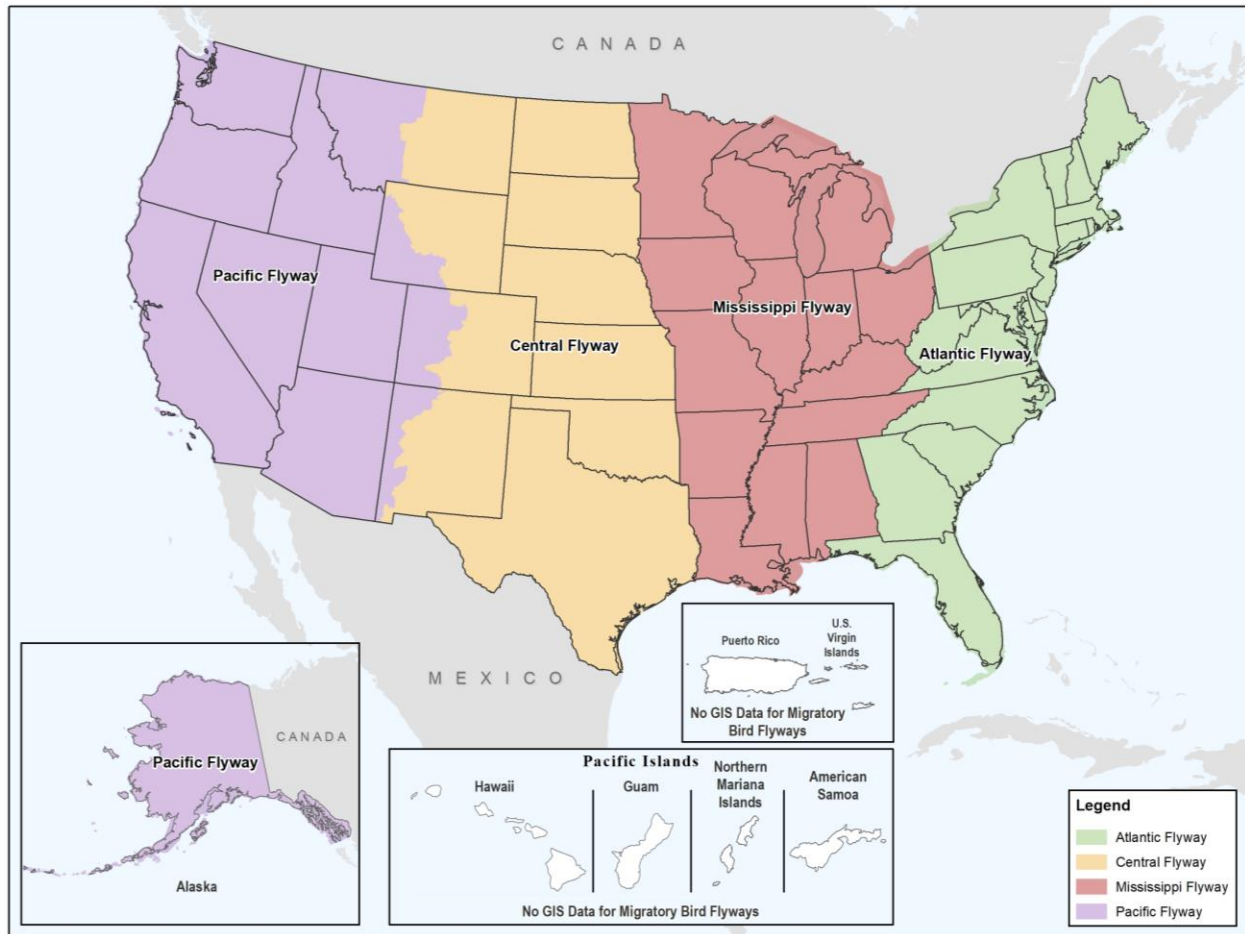 CANADA
Pacific Flyway
Mississippi Flyway
Central Flyway
Atlantic Flyway
MEXICO
Puerto Rico
U.S.
Virgin
Islands
No GIS Data for Migratory
Bird Flyways
CANADA
Pacific Flyway
Alaska
Pacific Islands
Hawaii
Guam
Northern
Mariana
Islands
American
Samoa
No GIS Data for Migratory Bird Flyways
Legend
Atlantic Flyway
Central Flyway
Mississippi Flyway
Pacific Flyway